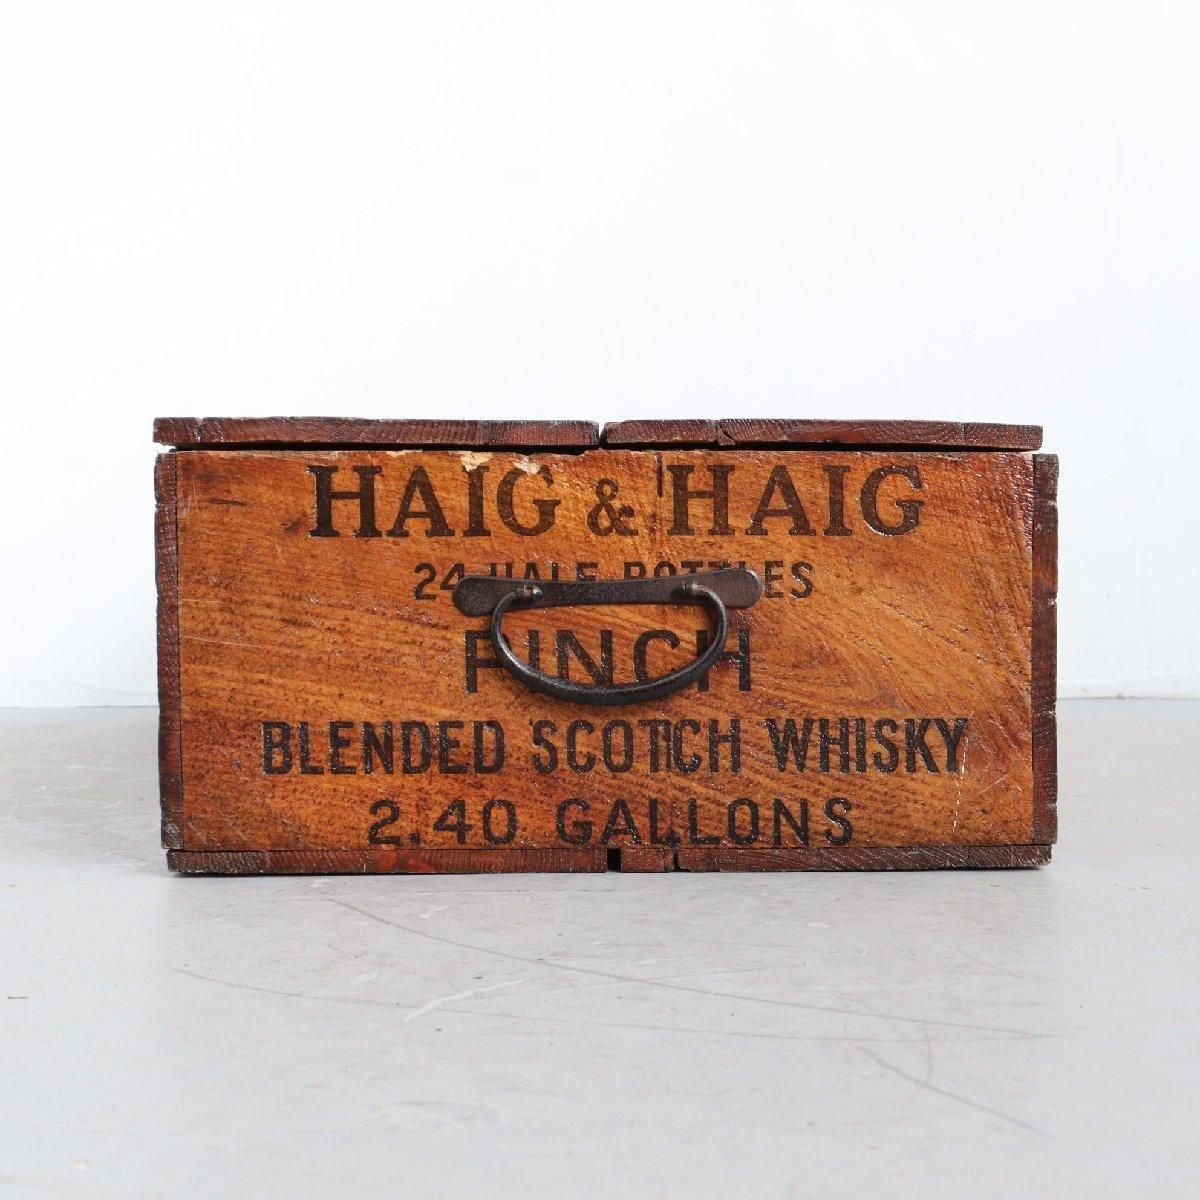 HAIG & HAIG
24 HALF BOTTLES
PINCH
BLENDED SCOTCH WHISKY
2.40 GALLONS